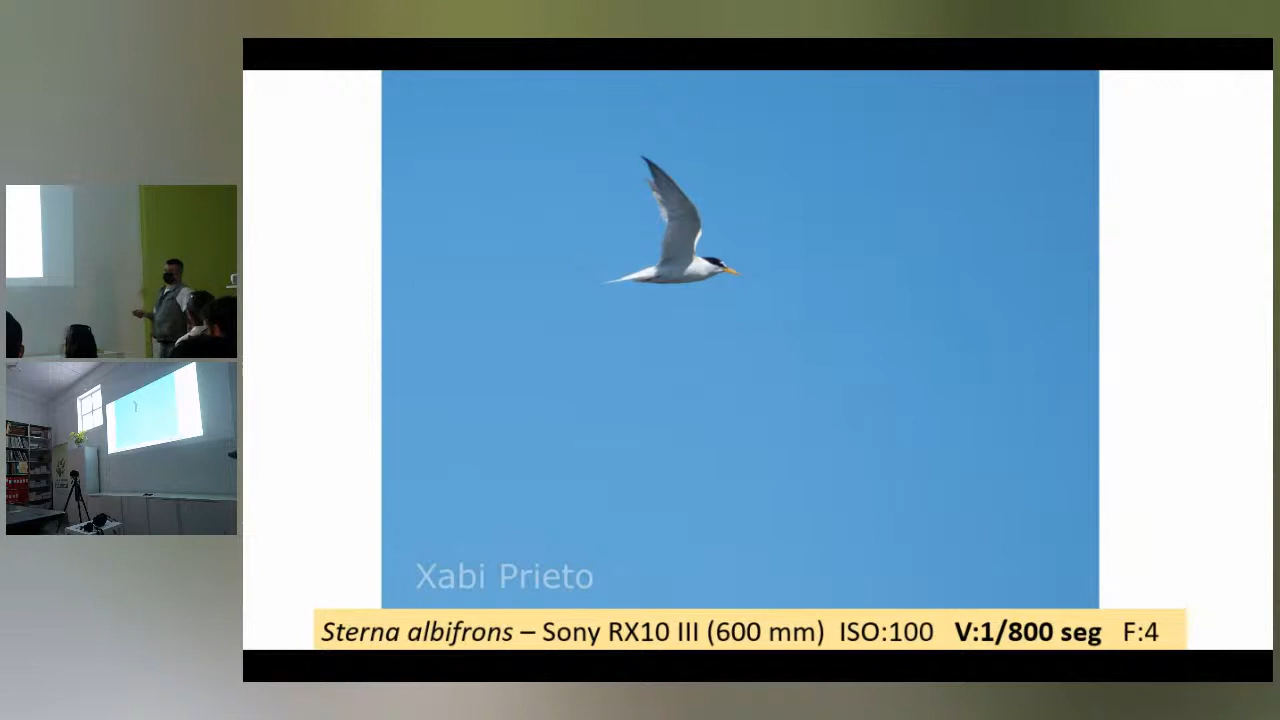 Xabi Prieto
Sterna albifrons – Sony RX10 III (600 mm) ISO:100 V:1/800 seg F:4